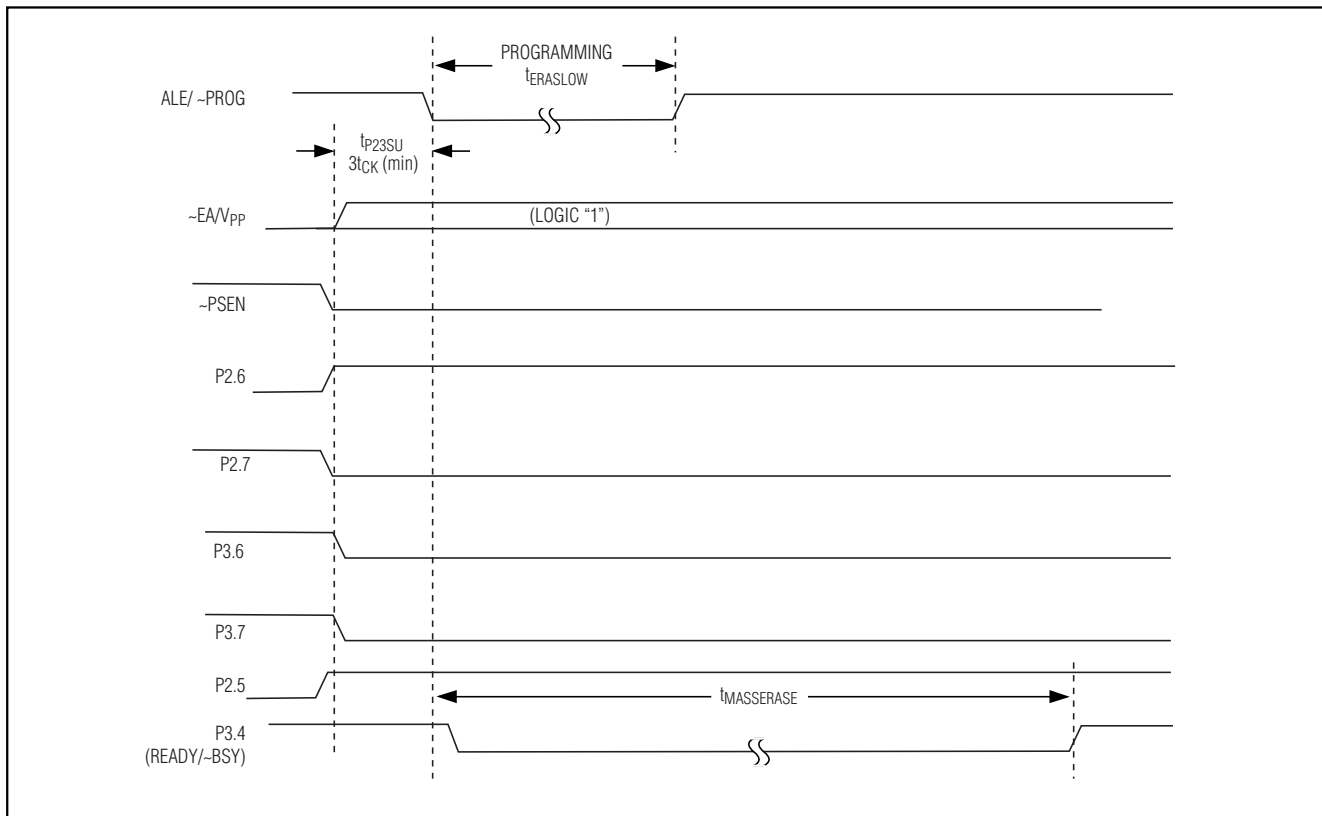 PROGRAMMING
tERASLOW
ALE/ ~PROG
tP23SU
3tCK (min)
~EA/VPP
(LOGIC “1”)
~PSEN
P2.6
P2.7
P3.6
P3.7
P2.5
tMASSERASE
P3.4
(READY/~BSY)